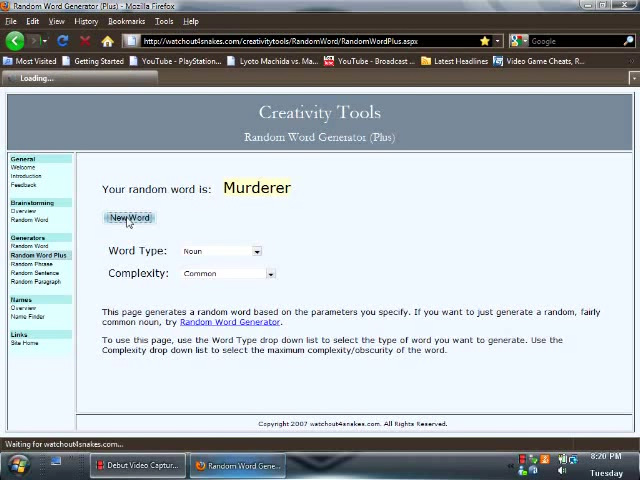 Random Word Generator (Plus) - Mozilla Firefox
File Edit View History Bookmarks Tools Help
http://watchout4snakes.com/creativitytools/RandomWord/RandomWordPlus.aspx
Google
Most Visited Getting Started YouTube - PlayStation,... Lyoto Machida vs. Ma... YouTube - Broadcast ... Latest Headlines Video Game Cheats, R...
Loading...
Creativity Tools
Random Word Generator (Plus)
General
Welcome
Introduction
Feedback
Brainstorming
Overview
Random Word
Generators
Random Word
Random Word Plus
Random Phrase
Random Sentence
Random Paragraph
Names
Overview
Name Finder
Links
Site Home
Your random word is: Murderer
New Word
Word Type: Noun
Complexity: Common
This page generates a random word based on the parameters you specify. If you want to just generate a random, fairly
common noun, try Random Word Generator.
To use this page, use the Word Type drop down list to select the type of word you want to generate. Use the
Complexity drop down list to select the maximum complexity/obscurity of the word.
Copyright 2007 watchout4snakes.com. All Rights Reserved.
Waiting for watchout4snakes.com...
Debut Video Captur... Random Word Gene...
8:20 PM
Tuesday